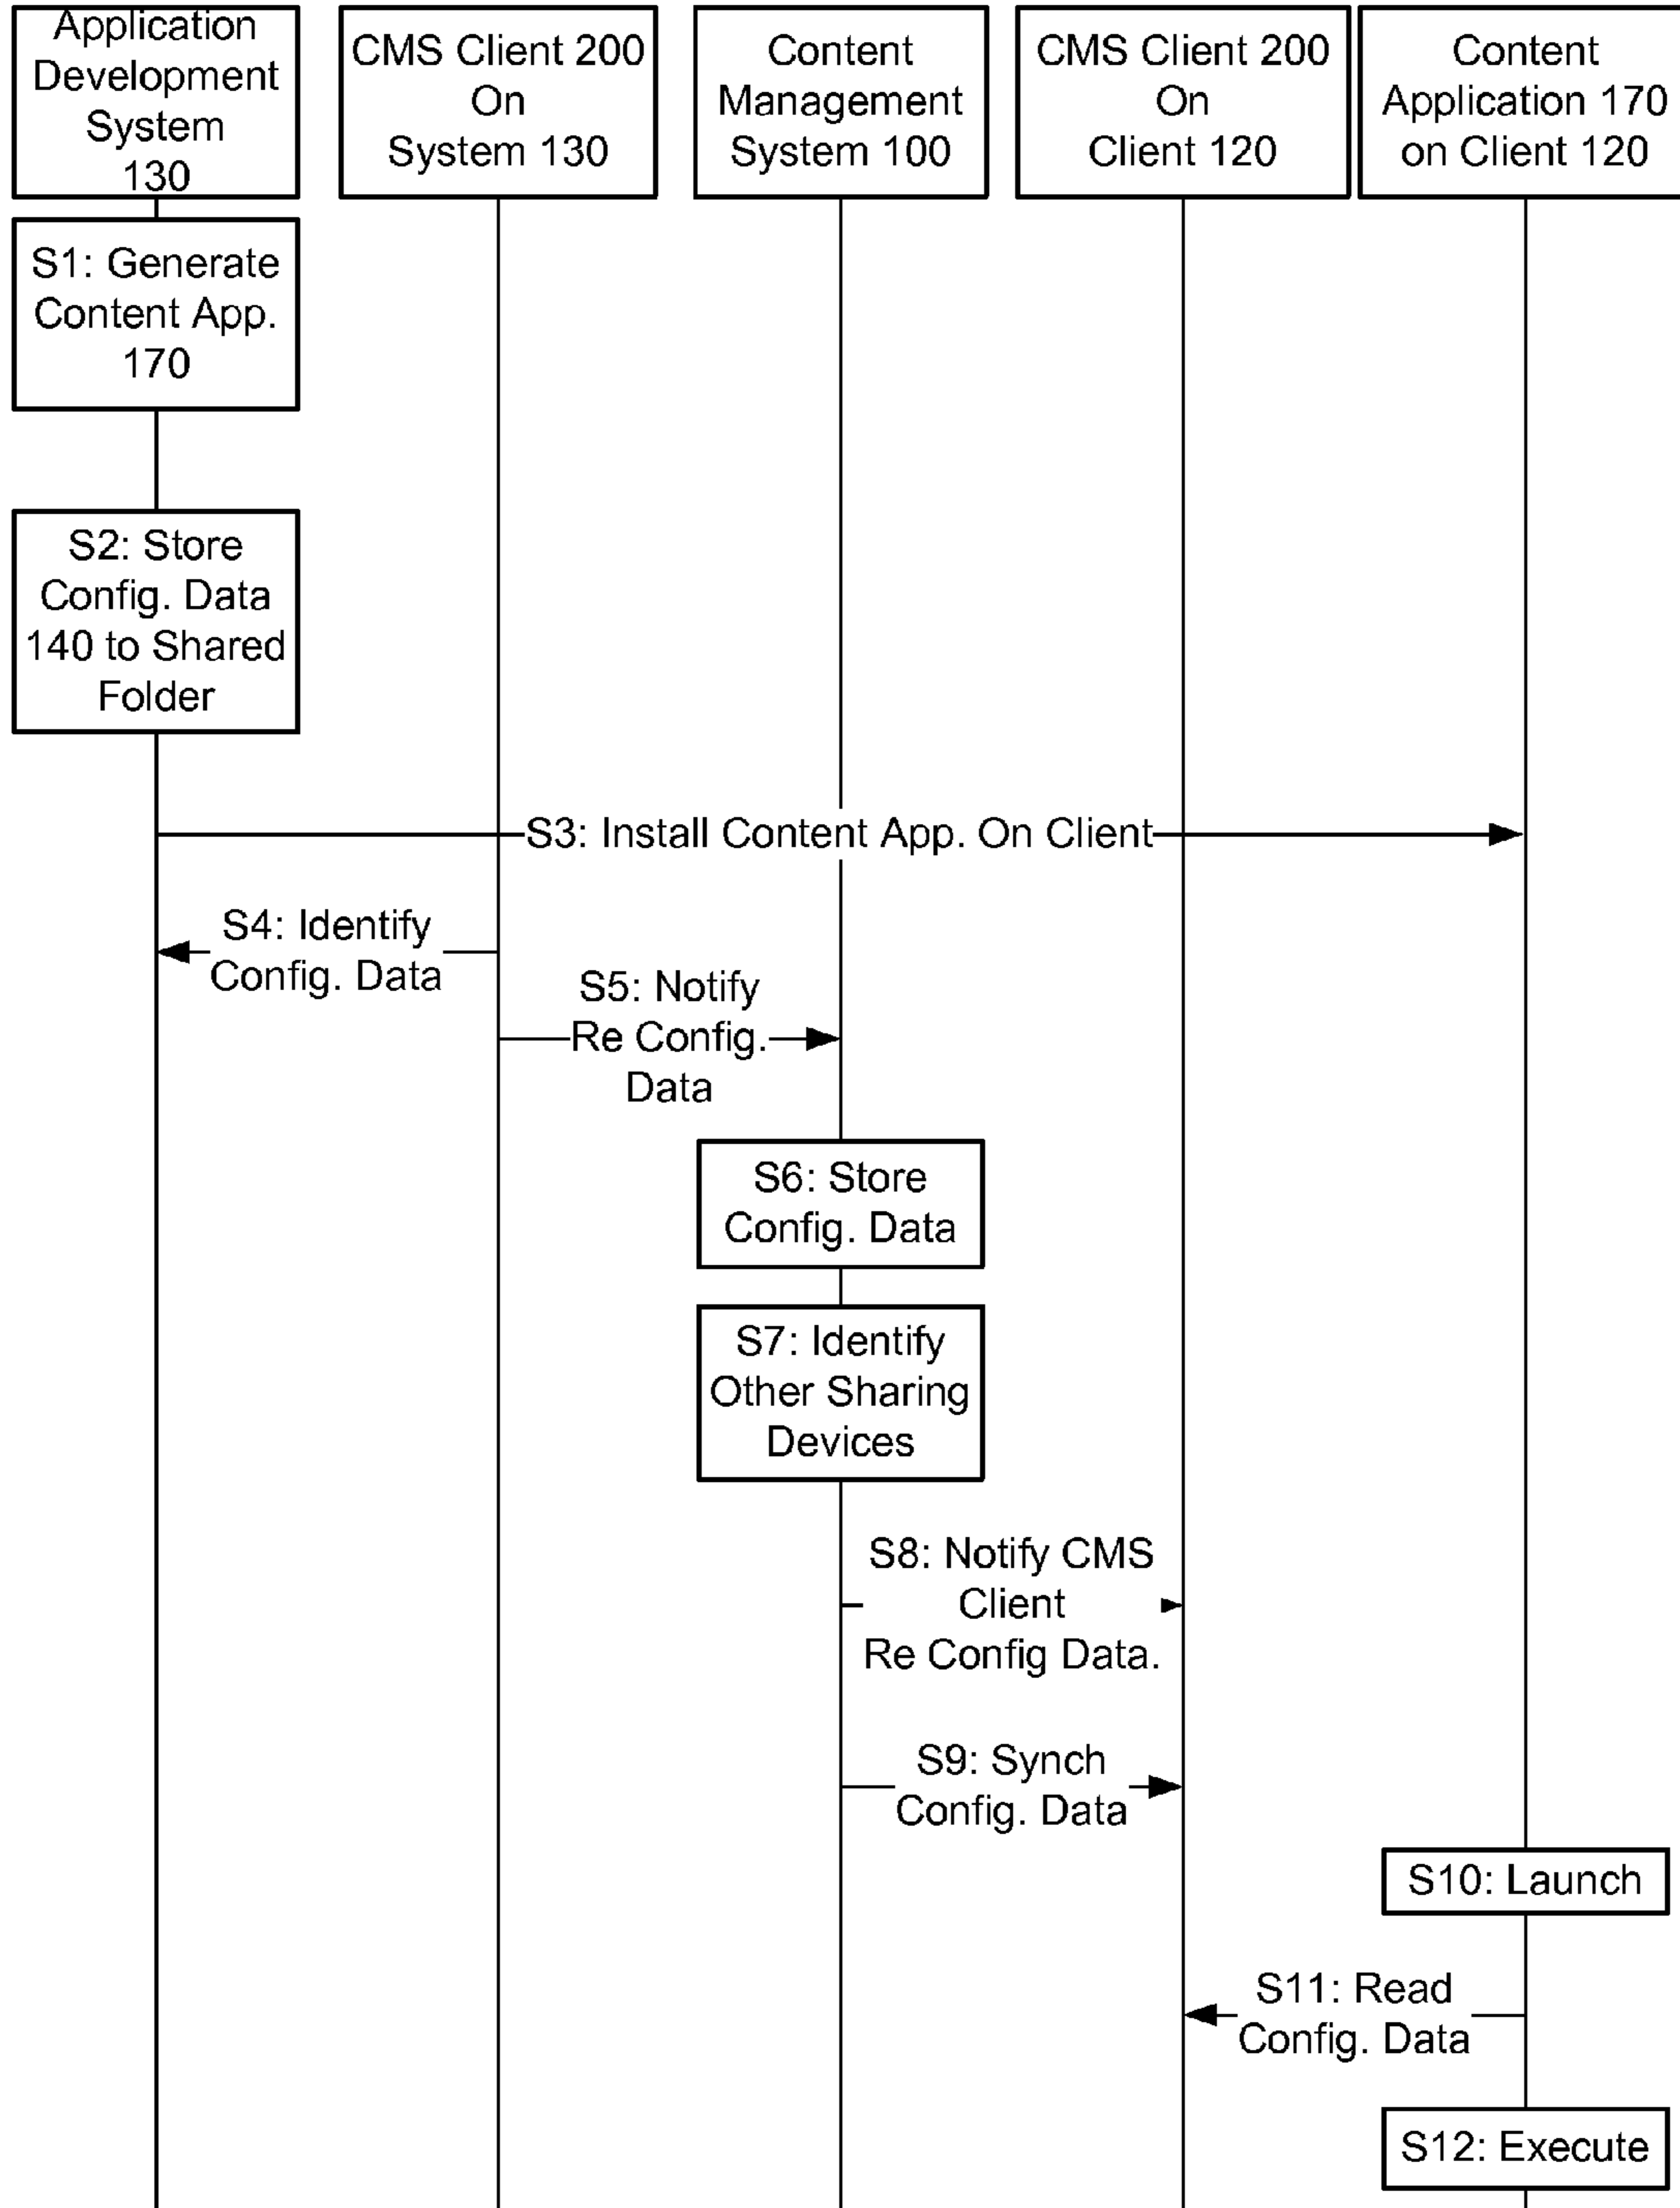 Application
Development
System
130
CMS Client 200
On
System 130
Content
Management
System 100
CMS Client 200
On
Client 120
Content
Application 170
on Client 120
S1: Generate
Content App.
170
S2: Store
Config. Data
140 to Shared
Folder
S3: Install Content App. On Client
S4: Identify
Config. Data
S5: Notify
Re Config.
Data
S6: Store
Config. Data
S7: Identify
Other Sharing
Devices
S8: Notify CMS
Client
Re Config Data.
S9: Synch
Config. Data
S10: Launch
S11: Read
Config. Data
S12: Execute